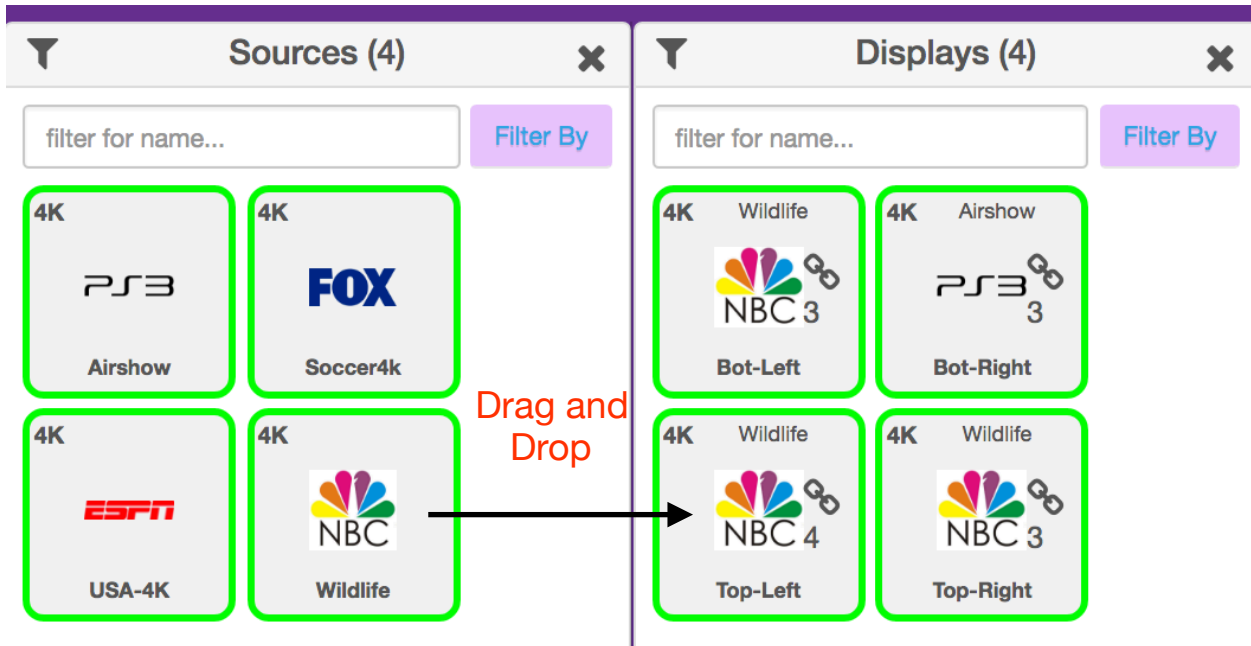 Sources (4)
filter for name...
Filter By
4K
PS3
Airshow
4K
FOX
Soccer4k
4K
ESPN
USA-4K
4K
NBC
Wildlife
Drag and
Drop
Displays (4)
filter for name...
Filter By
4K Wildlife
NBC 3
Bot-Left
4K Airshow
PS3
3
Bot-Right
4K Wildlife
NBC 4
Top-Left
4K Wildlife
NBC 3
Top-Right